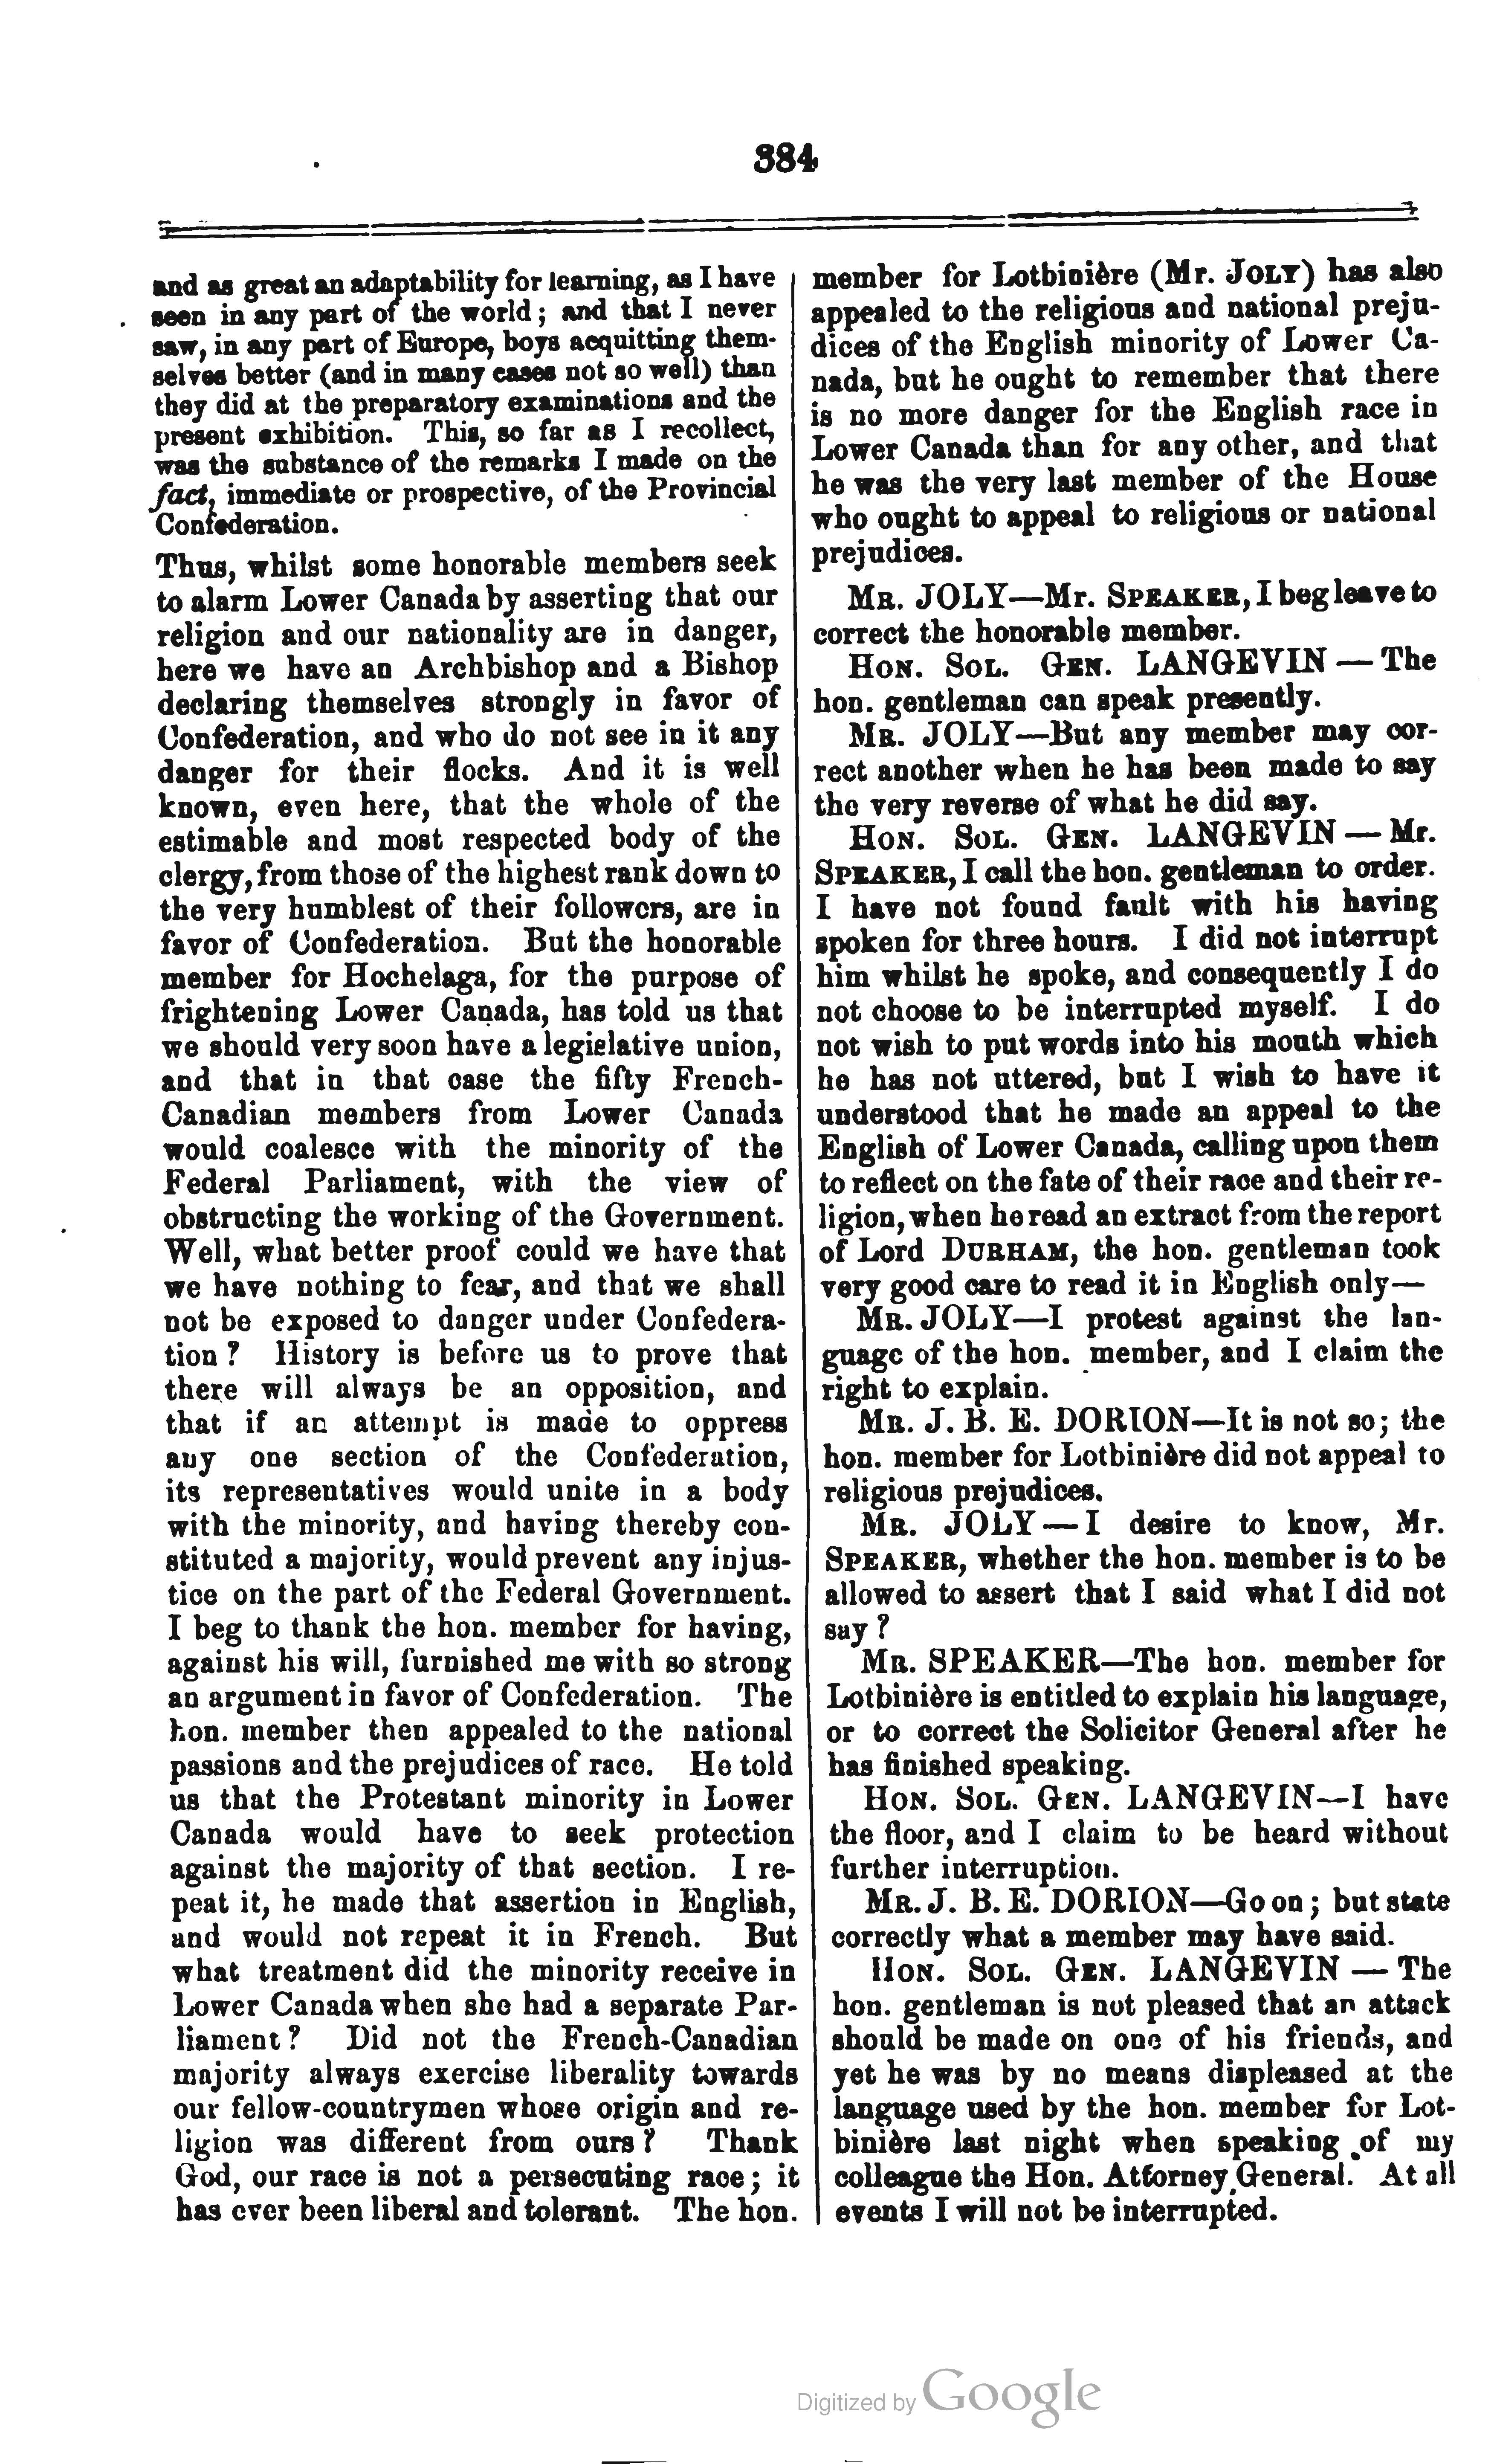 384
and as great an adaptability for learning, as I have
seen in any part of the world; and that I never
saw, in any part of Europe, boys acquitting them-
selves better (and in many cases not so well) than
they did at the preparatory examinations and the
present exhibition. This, so far as I recollect,
was the substance of the remarks I made on the
fact, immediate or prospective, of the Provincial
Confederation.
Thus, whilst some honorable members seek
to alarm Lower Canada by asserting that our
religion and our nationality are in danger,
here we have an Archbishop and a Bishop
declaring themselves strongly in favor of
Confederation, and who do not see in it any
danger for their flocks. And it is well
known, even here, that the whole of the
estimable and most respected body of the
clergy, from those of the highest rank down to
the very humblest of their followers, are in
favor of Confederation. But the honorable
member for Hochelaga, for the purpose of
frightening Lower Canada, has told us that
we should very soon have a legislative union,
and that in that case the fifty French-
Canadian members from Lower Canada
would coalesce with the minority of the
Federal Parliament, with the view of
obstructing the working of the Government.
Well, what better proof could we have that
we have nothing to fear, and that we shall
not be exposed to danger under Confedera-
tion? History is before us to prove that
there will always be an opposition, and
that if an attempt is made to oppress
any one section of the Confederation,
its representatives would unite in a body
with the minority, and having thereby con-
stituted a majority, would prevent any injus-
tice on the part of the Federal Government.
I beg to thank the hon. member for having,
against his will, furnished me with so strong
an argument in favor of Confederation. The
hon. member then appealed to the national
passions and the prejudices of race. He told
us that the Protestant minority in Lower
Canada would have to seek protection
against the majority of that section. I re-
peat it, he made that assertion in English,
and would not repeat it in French. But
what treatment did the minority receive in
Lower Canada when she had a separate Par-
liament? Did not the French-Canadian
majority always exercise liberality towards
our fellow-countrymen whose origin and re-
ligion was different from ours? Thank
God, our race is not a persecuting race; it
has ever been liberal and tolerant. The hon.
member for Lotbinière (Mr. JOLY) has also
appealed to the religious and national preju-
dices of the English minority of Lower Ca-
nada, but he ought to remember that there
is no more danger for the English race in
Lower Canada than for any other, and that
he was the very last member of the House
who ought to appeal to religious or national
prejudices.
MR. JOLY—Mr. SPEAKER, I beg leave to
correct the honorable member.
HON. SOL. GEN. LANGEVIN — The
hon. gentleman can speak presently.
MR. JOLY—But any member may cor-
rect another when he has been made to say
the very reverse of what he did say.
HON. SOL. GEN. LANGEVIN — Mr.
SPEAKER, I call the hon. gentleman to order.
I have not found fault with his having
spoken for three hours. I did not interrupt
him whilst he spoke, and consequently I do
not choose to be interrupted myself. I do
not wish to put words into his mouth which
he has not uttered, but I wish to have it
understood that he made an appeal to the
English of Lower Canada, calling upon them
to reflect on the fate of their race and their re-
ligion, when he read an extract from the report
of Lord DURHAM, the hon. gentleman took
very good care to read it in English only—
MR. JOLY—I protest against the lan-
guage of the hon. member, and I claim the
right to explain.
MR. J. B. E. DORION—It is not so; the
hon. member for Lotbinière did not appeal to
religious prejudices.
MR. JOLY — I desire to know, Mr.
SPEAKER, whether the hon. member is to be
allowed to assert that I said what I did not
say?
MR. SPEAKER—The hon. member for
Lotbinière is entitled to explain his language,
or to correct the Solicitor General after he
has finished speaking.
HON. SOL. GEN. LANGEVIN—I have
the floor, and I claim to be heard without
further interruption.
MR. J. B. E. DORION—Go on; but state
correctly what a member may have said.
HON. SOL. GEN. LANGEVIN — The
hon. gentleman is not pleased that an attack
should be made on one of his friends, and
yet he was by no means displeased at the
language used by the hon. member for Lot-
binière last night when speaking of my
colleague the Hon. Attorney General. At all
events I will not be interrupted.
Digitized by Google